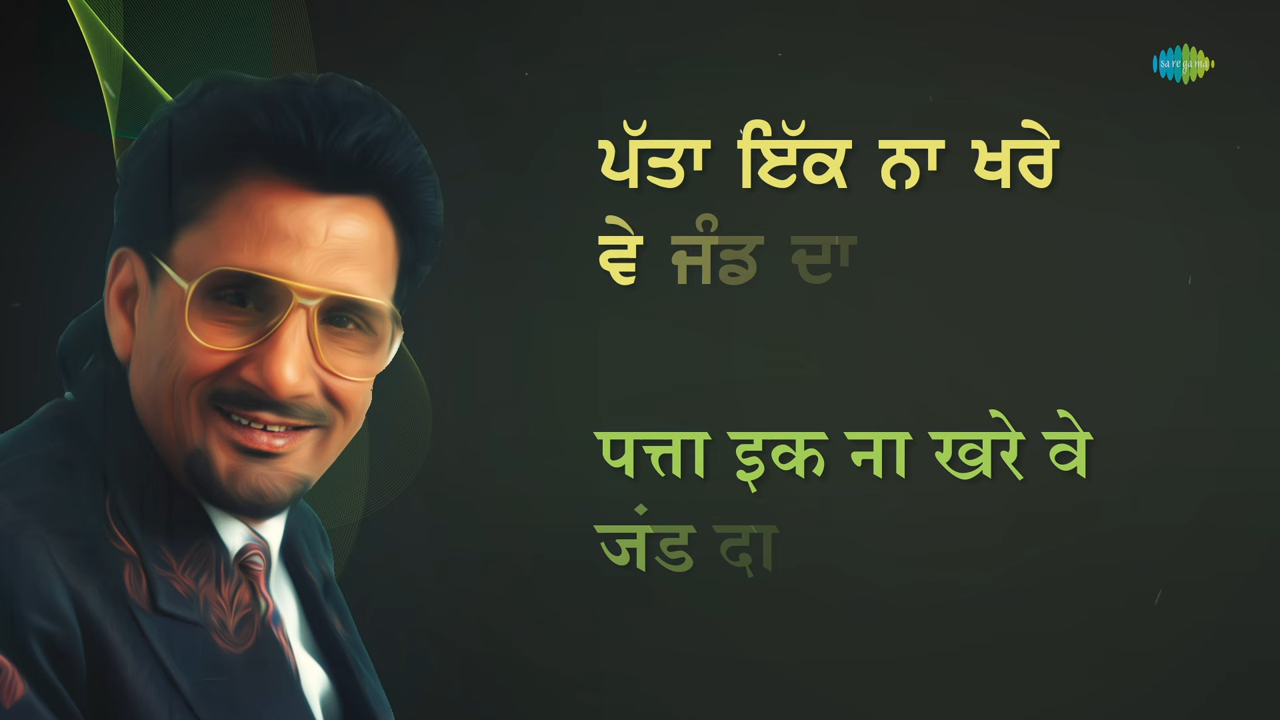 saregama
ਪੱਤਾ ਇੱਕ ਨਾ ਖਰੇ
ਵੇ ਜੰਡ ਦਾ
पत्ता इक ना खरे वे
जंड दा